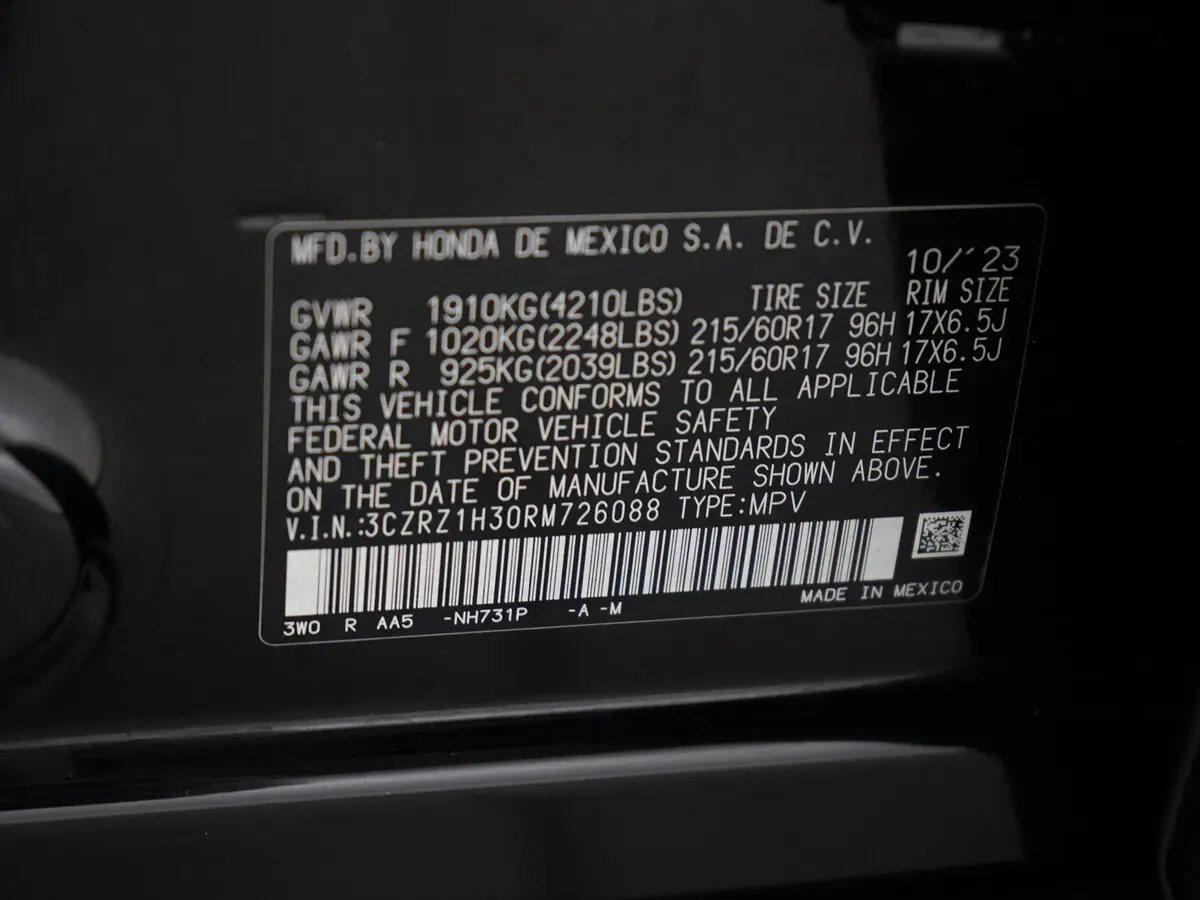 MFD.BY HONDA DE MEXICO S.A. DE C.V.
10/'23
GVWR 1910KG(4210LBS) TIRE SIZE RIM SIZE
GAWR F 1020KG(2248LBS) 215/60R17 96H 17X6.5J
GAWR R 925KG(2039LBS) 215/60R17 96H 17X6.5J
THIS VEHICLE CONFORMS TO ALL APPLICABLE
FEDERAL MOTOR VEHICLE SAFETY
AND THEFT PREVENTION STANDARDS IN EFFECT
ON THE DATE OF MANUFACTURE SHOWN ABOVE.
V.I.N.:3CZRZ1H30RM726088 TYPE:MPV
3W0 R AA5 -NH731P -A -M
MADE IN MEXICO